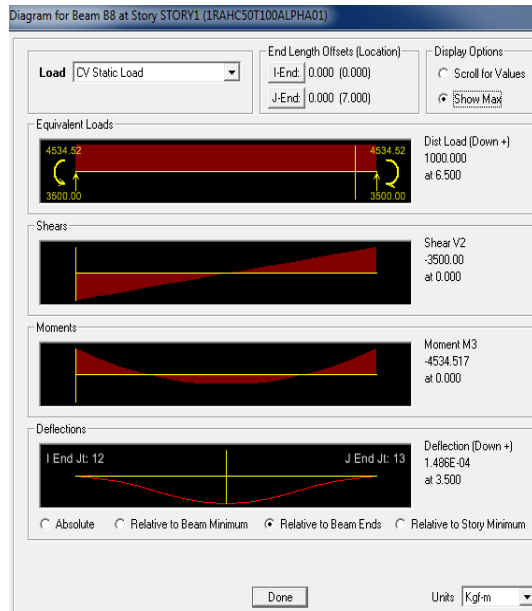 Diagram for Beam B8 at Story STORY1 (1RAHC50T100ALPHA01)
Load CV Static Load
End Length Offsets (Location)
I-End: 0.000 (0.000)
J-End: 0.000 (7.000)
Display Options
Scroll for Values
Show Max
Equivalent Loads
4534.52 4534.52
3500.00 3500.00
Dist Load (Down +)
1000.000
at 6.500
Shears
Shear V2
-3500.00
at 0.000
Moments
Moment M3
-4534.517
at 0.000
Deflections
I End Jt: 12 J End Jt: 13
Deflection (Down +)
1.486E-04
at 3.500
Absolute Relative to Beam Minimum Relative to Beam Ends Relative to Story Minimum
Done Units Kgf-m